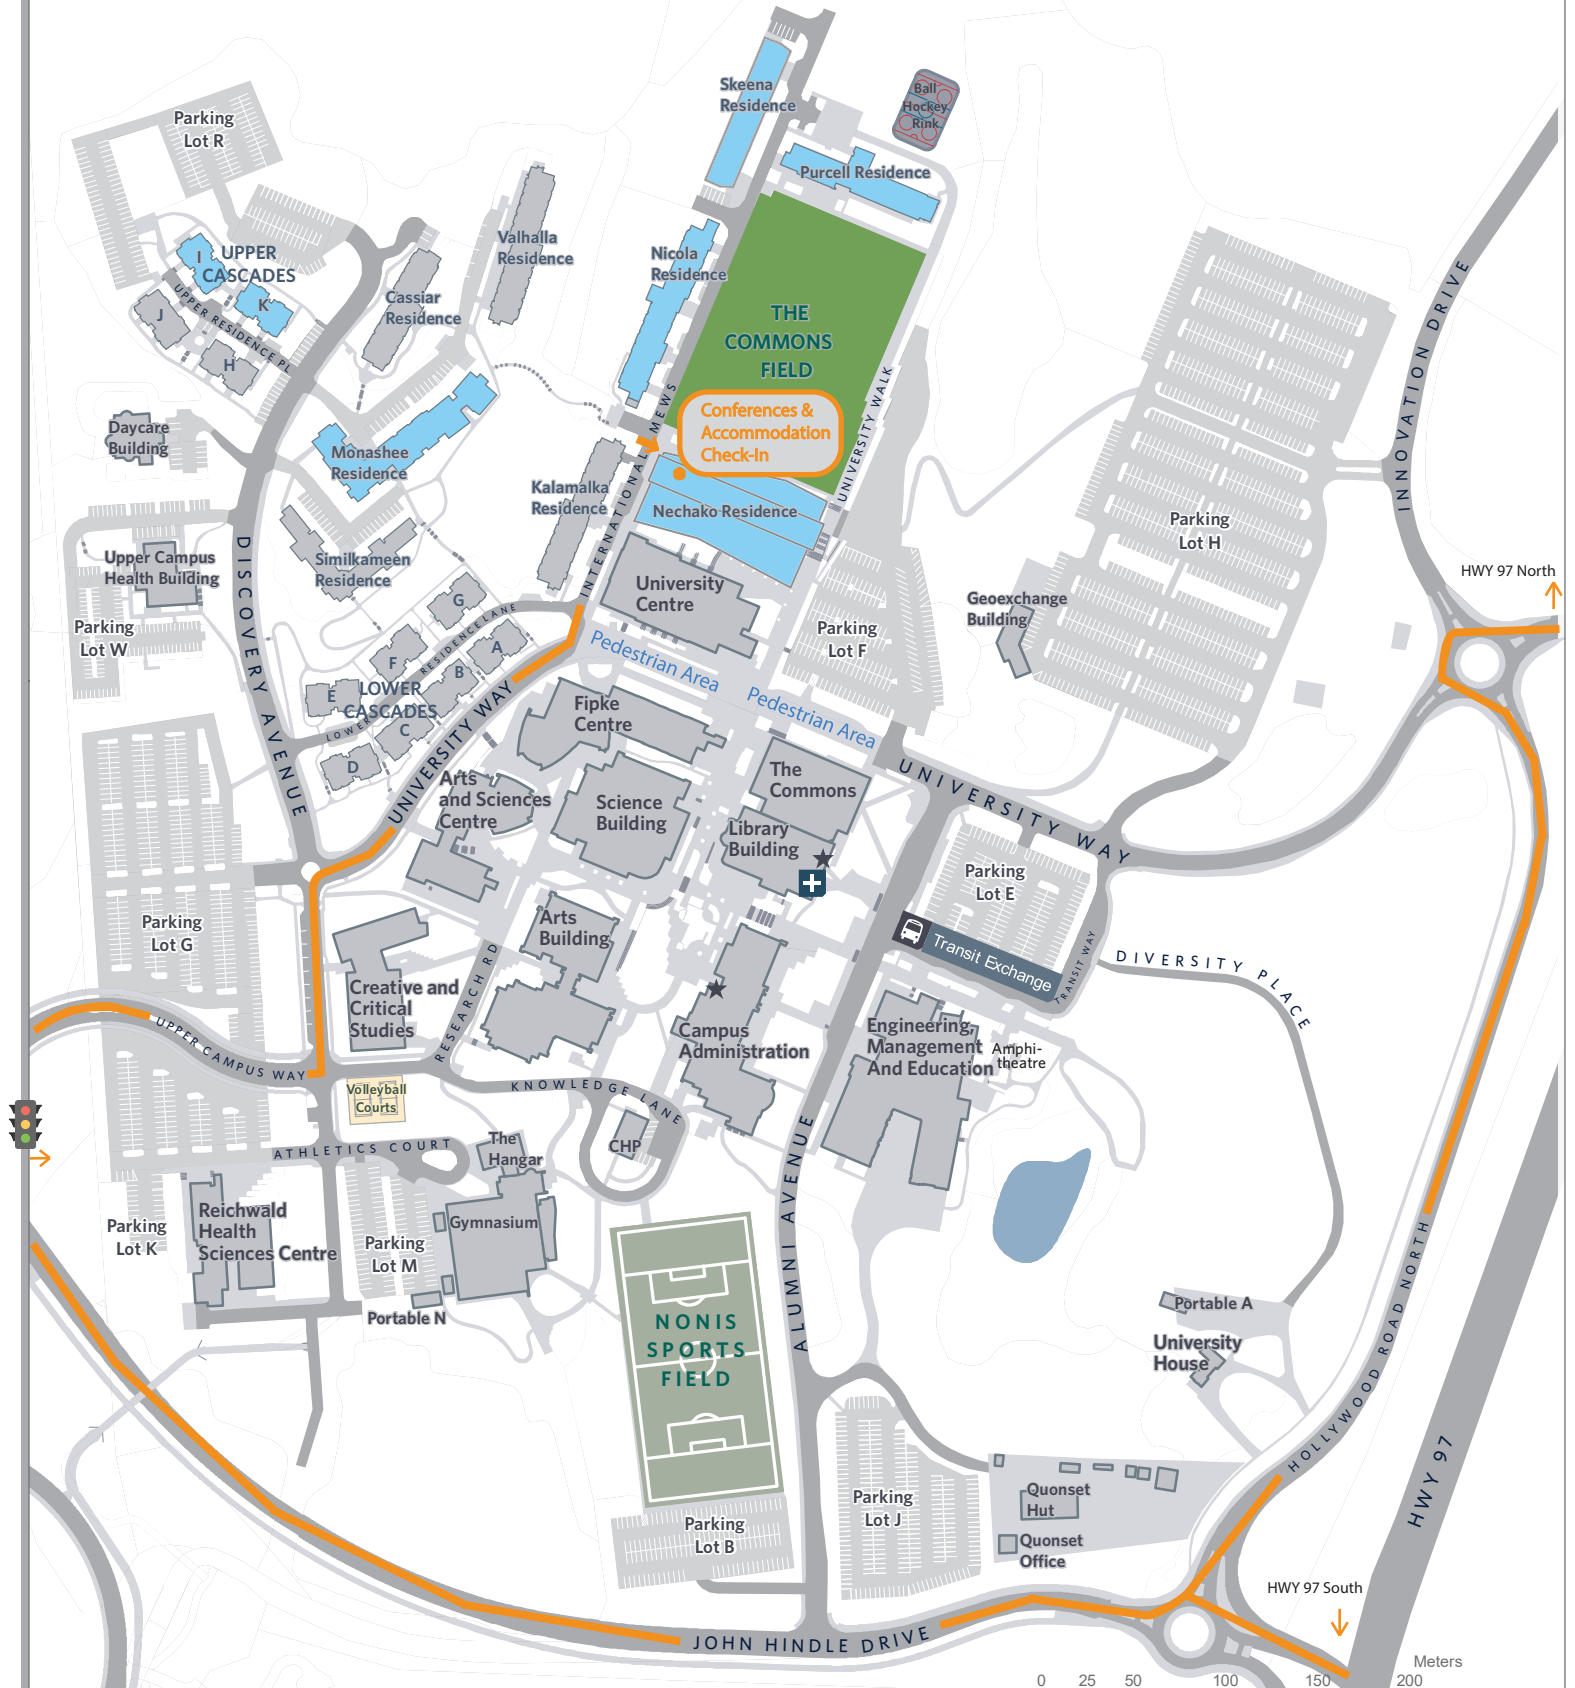 Skeena
Residence
Ball
Hockey
Rink
Parking
Lot R
Purcell Residence
Valhalla
Residence
Nicola
Residence
UPPER
CASCADES
I
K
J
H
UPPER RESIDENCE PL
Cassiar
Residence
THE
COMMONS
FIELD
INNOVATION DRIVE
Conferences &
Accommodation
Check-In
UNIVERSITY WALK
INTERNATIONAL MEWS
Daycare
Building
Monashee
Residence
Kalamalka
Residence
Nechako Residence
Parking
Lot H
Upper Campus
Health Building
DISCOVERY AVENUE
Similkameen
Residence
University
Centre
HWY 97 North
Geoexchange
Building
Parking
Lot W
G
F
A
B
E
C
D
LOWER
CASCADES
LOWER RESIDENCE LANE
Parking
Lot F
Pedestrian Area
Pedestrian Area
UNIVERSITY WAY
Fipke
Centre
UNIVERSITY WAY
Arts
and Sciences
Centre
Science
Building
The
Commons
Library
Building
Parking
Lot E
Parking
Lot G
Arts
Building
Transit Exchange
TRANSIT WAY
DIVERSITY PLACE
Creative and
Critical
Studies
RESEARCH RD
Campus
Administration
Engineering,
Management
And Education
Amphi-
theatre
UPPER CAMPUS WAY
Volleyball
Courts
KNOWLEDGE LANE
CHP
ATHLETICS COURT
The
Hangar
ALUMNI AVENUE
Parking
Lot K
Reichwald
Health
Sciences Centre
Parking
Lot M
Gymnasium
Portable N
NONIS
SPORTS
FIELD
Portable A
University
House
HOLLYWOOD ROAD NORTH
HWY 97
Parking
Lot J
Quonset
Hut
Quonset
Office
Parking
Lot B
HWY 97 South
JOHN HINDLE DRIVE
Meters
0 25 50 100 150 200